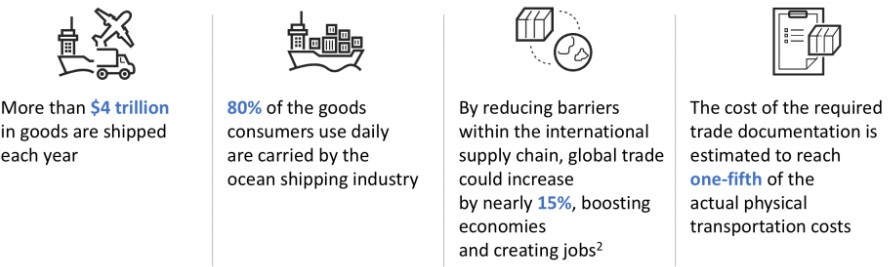 More than $4 trillion
in goods are shipped
each year
80% of the goods
consumers use daily
are carried by the
ocean shipping industry
By reducing barriers
within the international
supply chain, global trade
could increase
by nearly 15%, boosting
economies
and creating jobs²
The cost of the required
trade documentation is
estimated to reach
one-fifth of the
actual physical
transportation costs